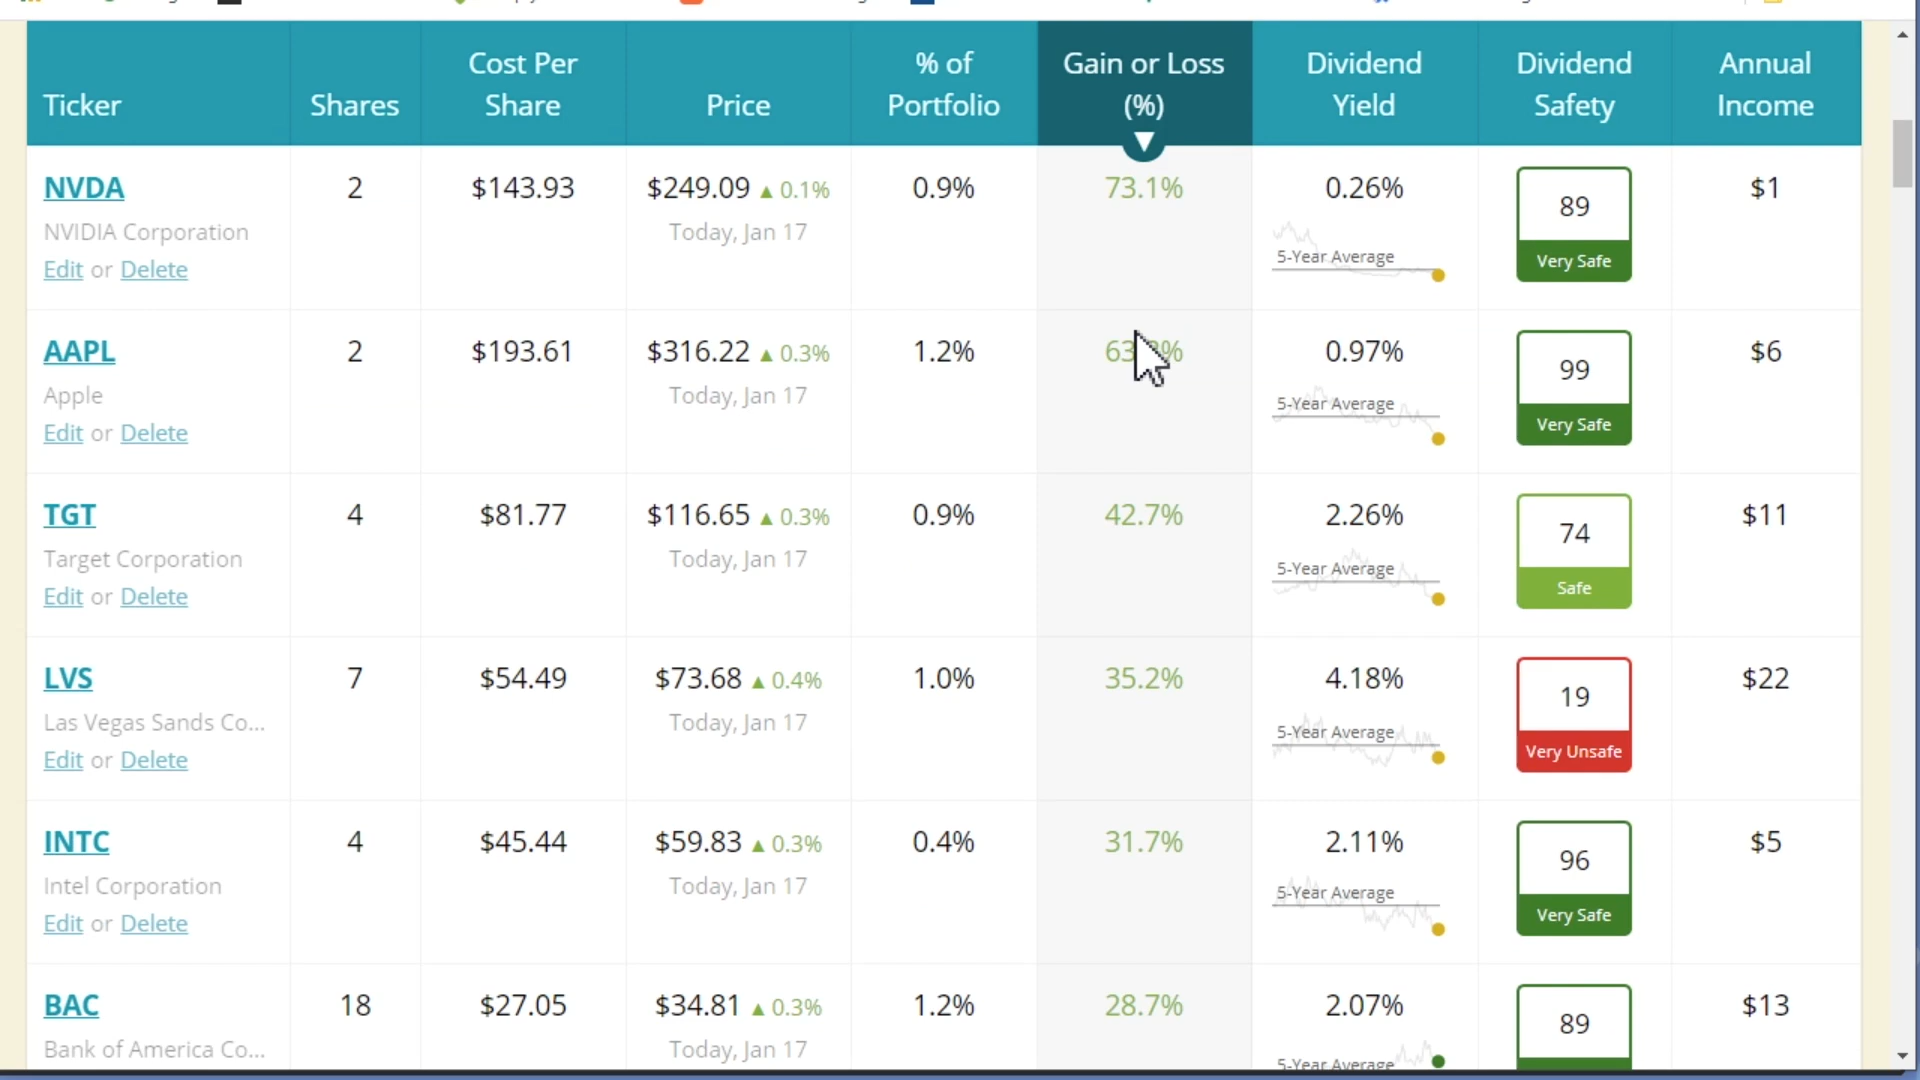 Ticker
Shares
Cost Per
Share
Price
% of
Portfolio
Gain or Loss
(%)
Dividend
Yield
Dividend
Safety
Annual
Income
NVDA 2 $143.93 $249.09 ▲ 0.1% 0.9% 73.1% 0.26% 89 $1
NVIDIA Corporation Today, Jan 17
5-Year Average Very Safe
Edit or Delete
AAPL 2 $193.61 $316.22 ▲ 0.3% 1.2% 0.97% 99 $6
Apple Today, Jan 17 5-Year Average
Edit or Delete Very Safe
TGT 4 $81.77 $116.65 ▲ 0.3% 0.9% 42.7% 2.26% 74 $11
Target Corporation Today, Jan 17 5-Year Average
Edit or Delete Safe
LVS 7 $54.49 $73.68 ▲ 0.4% 1.0% 35.2% 4.18% 19 $22
Las Vegas Sands Co... Today, Jan 17 5-Year Average
Edit or Delete Very Unsafe
INTC 4 $45.44 $59.83 ▲ 0.3% 0.4% 31.7% 2.11% 96 $5
Intel Corporation Today, Jan 17 5-Year Average
Edit or Delete Very Safe
BAC 18 $27.05 $34.81 ▲ 0.3% 1.2% 28.7% 2.07% 89 $13
Bank of America Co... Today, Jan 17 5-Year Average